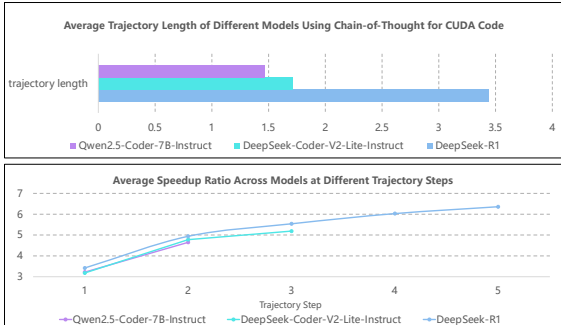 Average Trajectory Length of Different Models Using Chain-of-Thought for CUDA Code
trajectory length
0 0.5 1 1.5 2 2.5 3 3.5 4
Qwen2.5-Coder-7B-Instruct DeepSeek-Coder-V2-Lite-Instruct DeepSeek-R1
Average Speedup Ratio Across Models at Different Trajectory Steps
7
6
5
4
3
1 2 3 4 5
Trajectory Step
Qwen2.5-Coder-7B-Instruct DeepSeek-Coder-V2-Lite-Instruct DeepSeek-R1